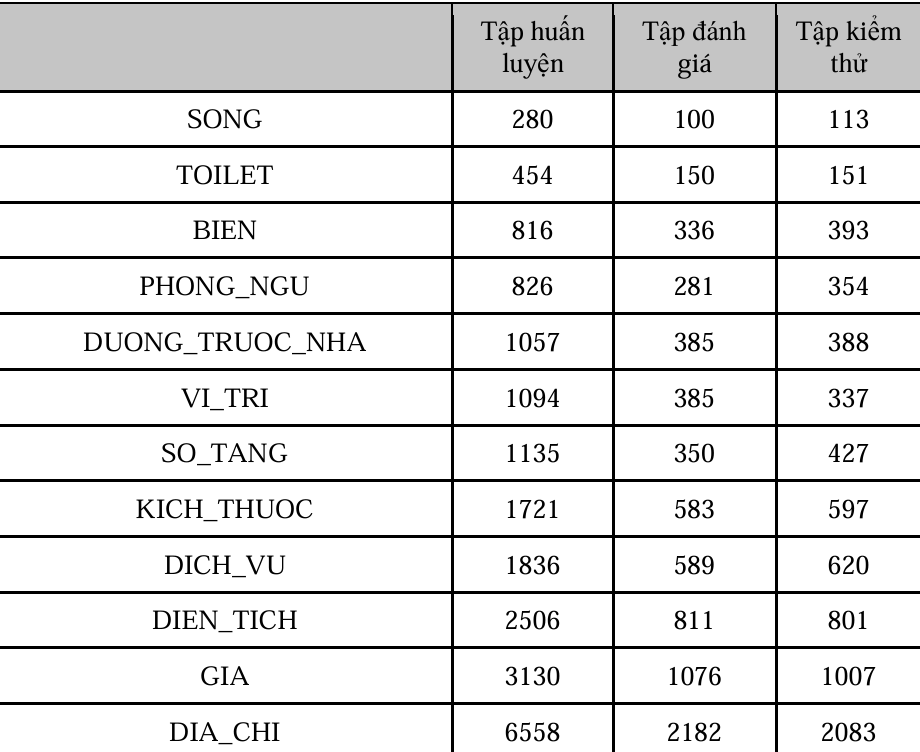 Tập huấn luyện Tập đánh giá Tập kiểm thử
SONG 280 100 113
TOILET 454 150 151
BIEN 816 336 393
PHONG_NGU 826 281 354
DUONG_TRUOC_NHA 1057 385 388
VI_TRI 1094 385 337
SO_TANG 1135 350 427
KICH_THUOC 1721 583 597
DICH_VU 1836 589 620
DIEN_TICH 2506 811 801
GIA 3130 1076 1007
DIA_CHI 6558 2182 2083